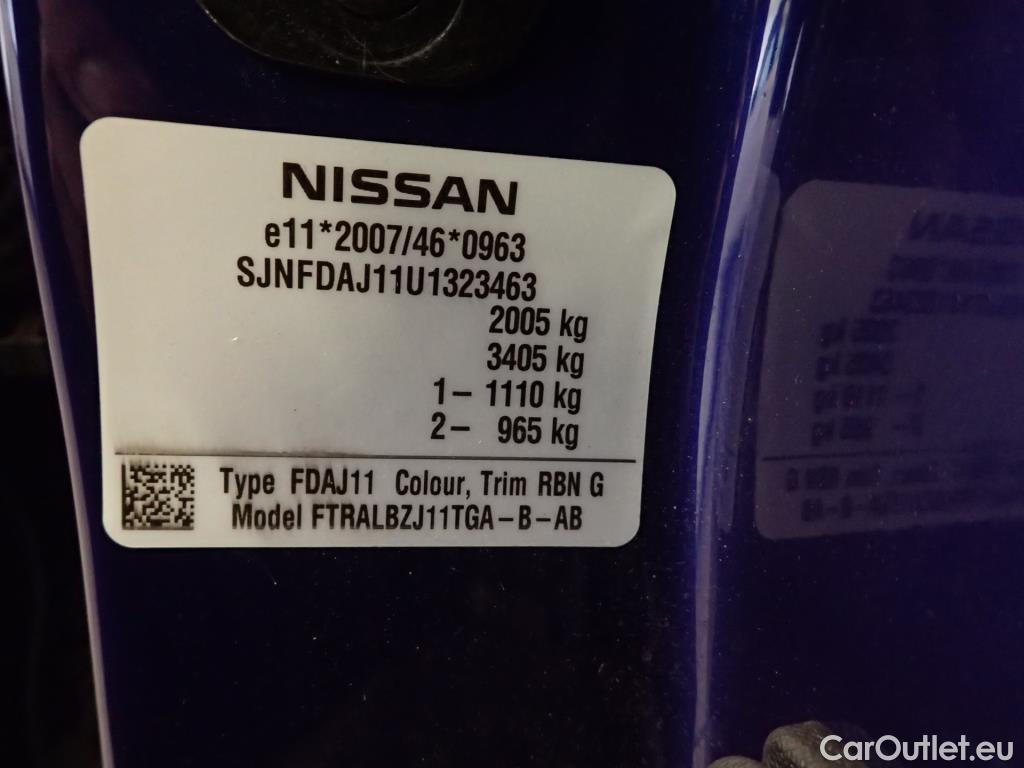 NISSAN
e11*2007/46*0963
SJNFDAJ11U1323463
2005 kg
3405 kg
1– 1110 kg
2– 965 kg
Type FDAJ11 Colour, Trim RBN G
Model FTRALBZJ11TGA–B–AB
CarOutlet.eu